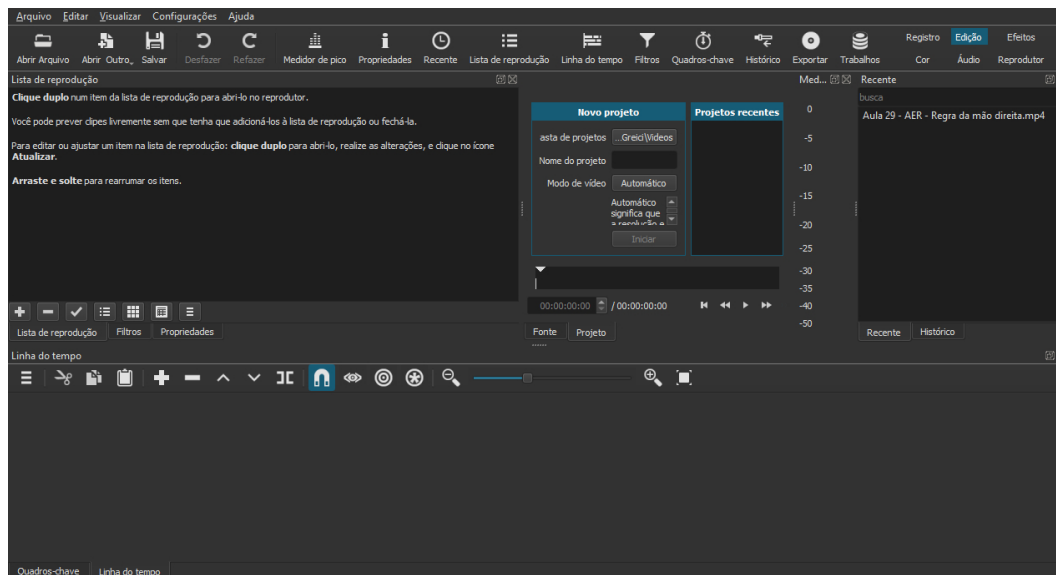 Arquivo Editar Visualizar Configurações Ajuda
Abrir Arquivo Abrir Outro... Salvar Desfazer Refazer Medidor de pico Propriedades Recente Lista de reprodução Linha do tempo Filtros Quadros-chave Histórico Exportar Trabalhos
Registro Edição Efeitos
Cor Áudio Reprodutor
Lista de reprodução
Clique duplo num item da lista de reprodução para abri-lo no reprodutor.
Você pode prever clipes livremente sem que tenha que adicioná-los à lista de reprodução ou fechá-la.
Para editar ou ajustar um item na lista de reprodução: clique duplo para abri-lo, realize as alterações, e clique no ícone
Atualizar.
Arraste e solte para rearrumar os itens.
Lista de reprodução Filtros Propriedades
Novo projeto
asta de projetos ...Greici\Videos
Nome do projeto
Modo de vídeo Automático
Automático
significa que
a resolução e
Iniciar
Projetos recentes
00:00:00:00 / 00:00:00:00
Fonte Projeto
Med...
0
-5
-10
-15
-20
-25
-30
-35
-40
-50
Recente
busca
Aula 29 - AER - Regra da mão direita.mp4
Recente Histórico
Linha do tempo
Quadros-chave Linha do tempo